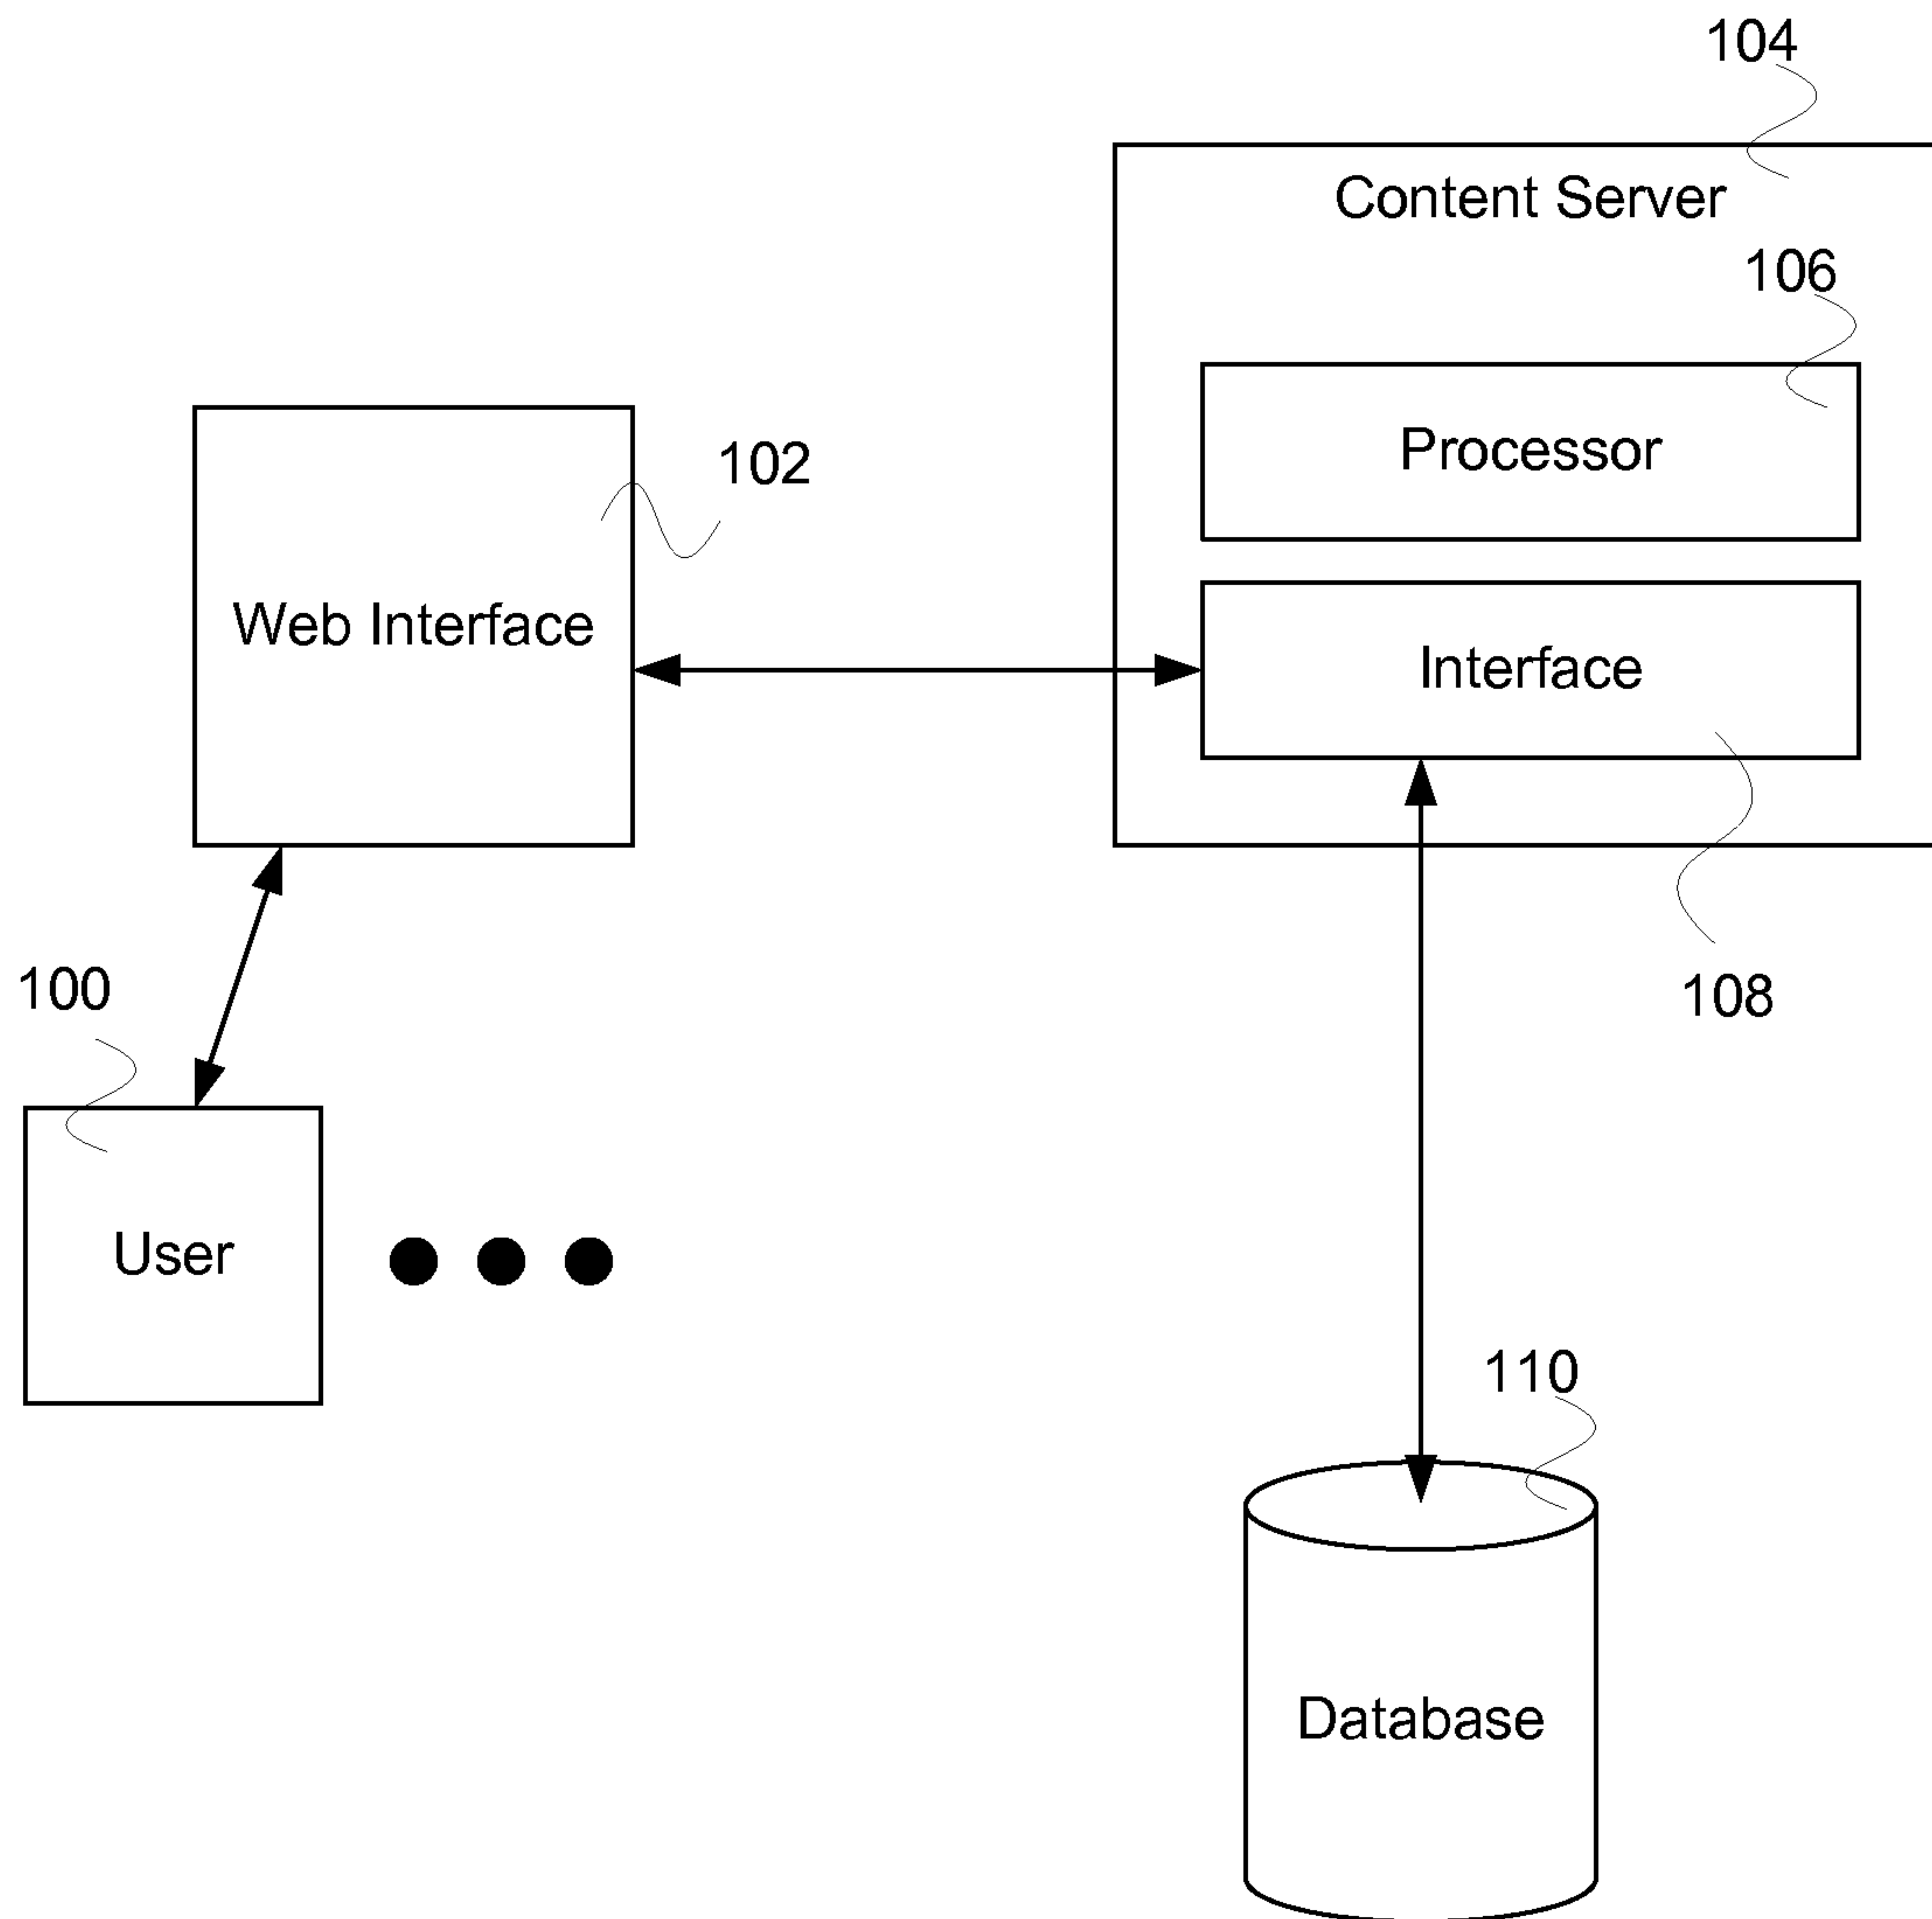 104
Content Server
106
Processor
102
Web Interface
Interface
100
108
User
110
Database